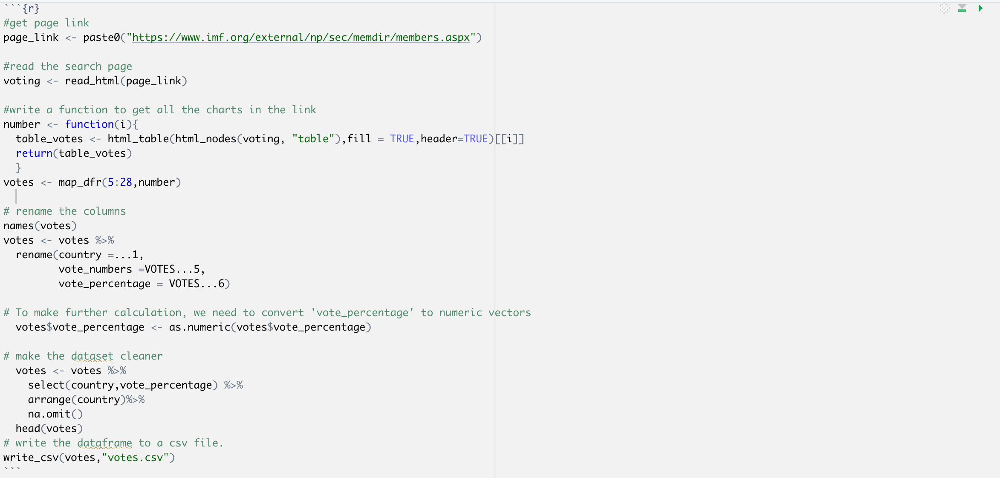 ```{r}
#get page link
page_link <- paste0("https://www.imf.org/external/np/sec/memdir/members.aspx")
#read the search page
voting <- read_html(page_link)
#write a function to get all the charts in the link
number <- function(i){
  table_votes <- html_table(html_nodes(voting, "table"),fill = TRUE,header=TRUE)[[i]]
  return(table_votes)
  }
votes <- map_dfr(5:28,number)
# rename the columns
names(votes)
votes <- votes %>%
  rename(country =...1,
         vote_numbers =VOTES...5,
         vote_percentage = VOTES...6)
# To make further calculation, we need to convert 'vote_percentage' to numeric vectors
  votes$vote_percentage <- as.numeric(votes$vote_percentage)
# make the dataset cleaner
  votes <- votes %>%
    select(country,vote_percentage) %>%
    arrange(country)%>%
    na.omit()
  head(votes)
# write the dataframe to a csv file.
write_csv(votes,"votes.csv")
```